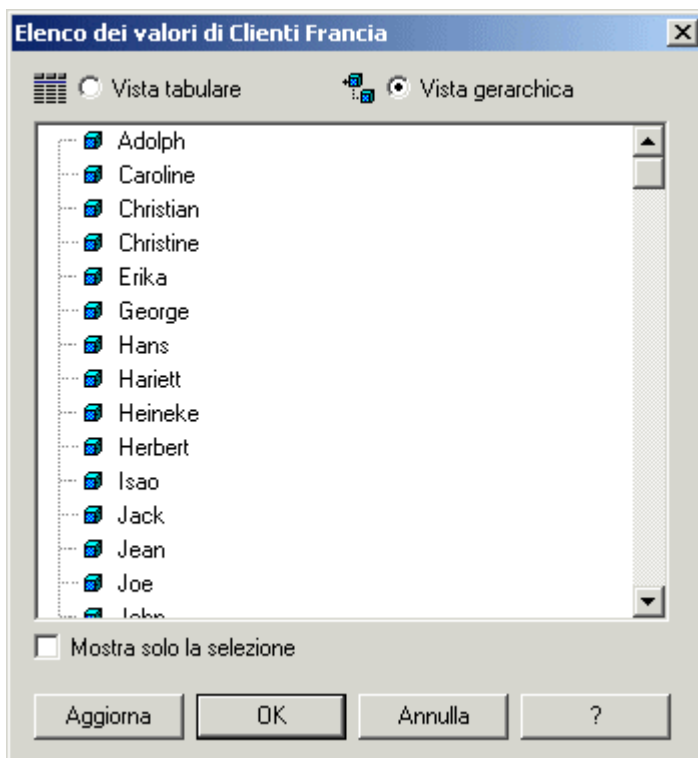 Elenco dei valori di Clienti Francia
Vista tabulare Vista gerarchica
Adolph
Caroline
Christian
Christine
Erika
George
Hans
Hariett
Heineke
Herbert
Isao
Jack
Jean
Joe
John
Mostra solo la selezione
Aggiorna OK Annulla ?